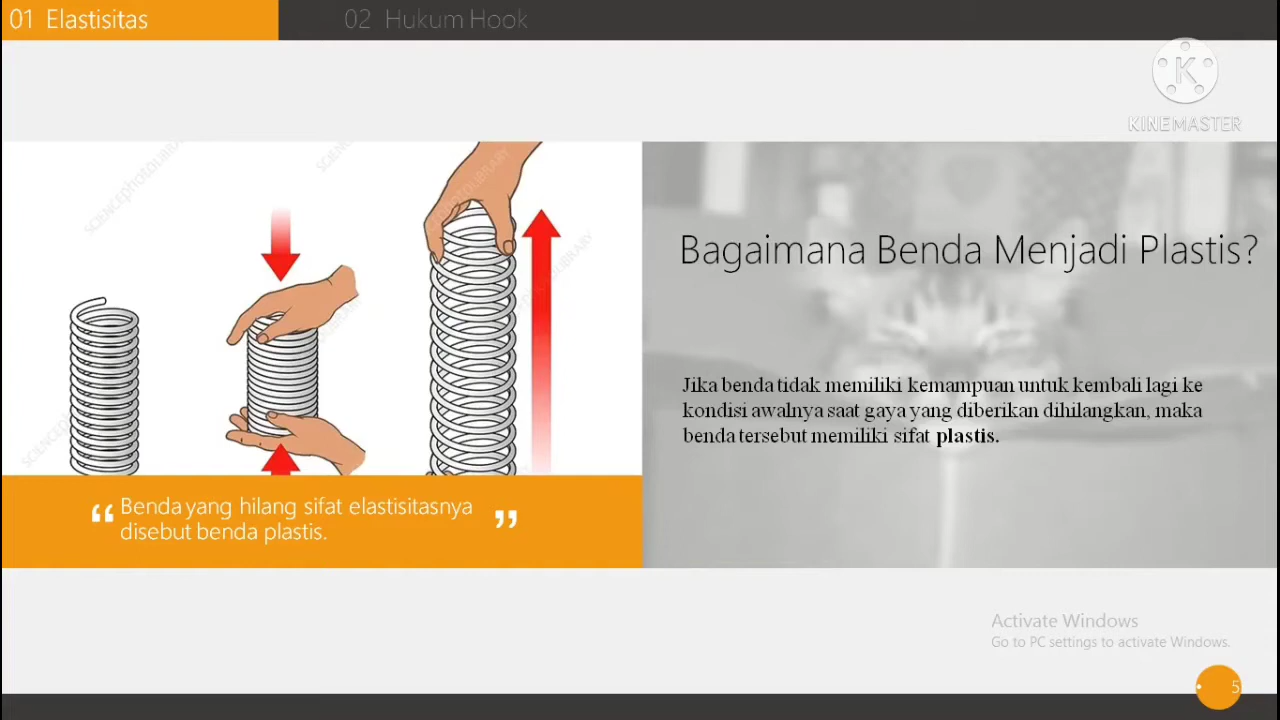 01 Elastisitas
02 Hukum Hook
K
KINEMASTER
SCIENCEphotoLIBRARY
Bagaimana Benda Menjadi Plastis?
Jika benda tidak memiliki kemampuan untuk kembali lagi ke
kondisi awalnya saat gaya yang diberikan dihilangkan, maka
benda tersebut memiliki sifat plastis.
“ Benda yang hilang sifat elastisitasnya
disebut benda plastis. ”
Activate Windows
Go to PC settings to activate Windows.
5